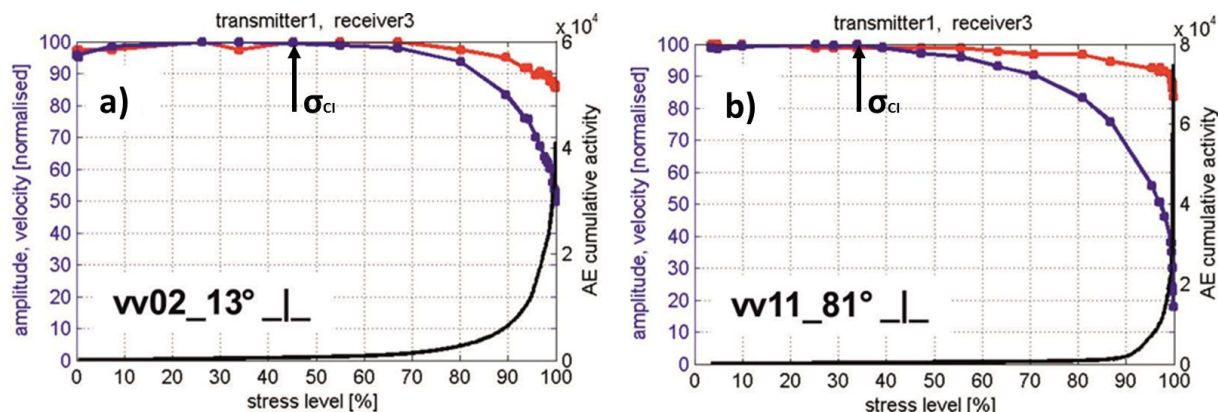 transmitter1, receiver3
x 10⁴
a)
σCI
amplitude, velocity [normalised]
100
90
80
70
60
50
40
30
20
10
0
6
4
2
0
AE cumulative activity
vv02_13° _|_
0 10 20 30 40 50 60 70 80 90 100
stress level [%]
transmitter1, receiver3
x 10⁴
b)
σCI
amplitude, velocity [normalised]
100
90
80
70
60
50
40
30
20
10
0
8
6
4
2
0
AE cumulative activity
vv11_81° _|_
0 10 20 30 40 50 60 70 80 90 100
stress level [%]